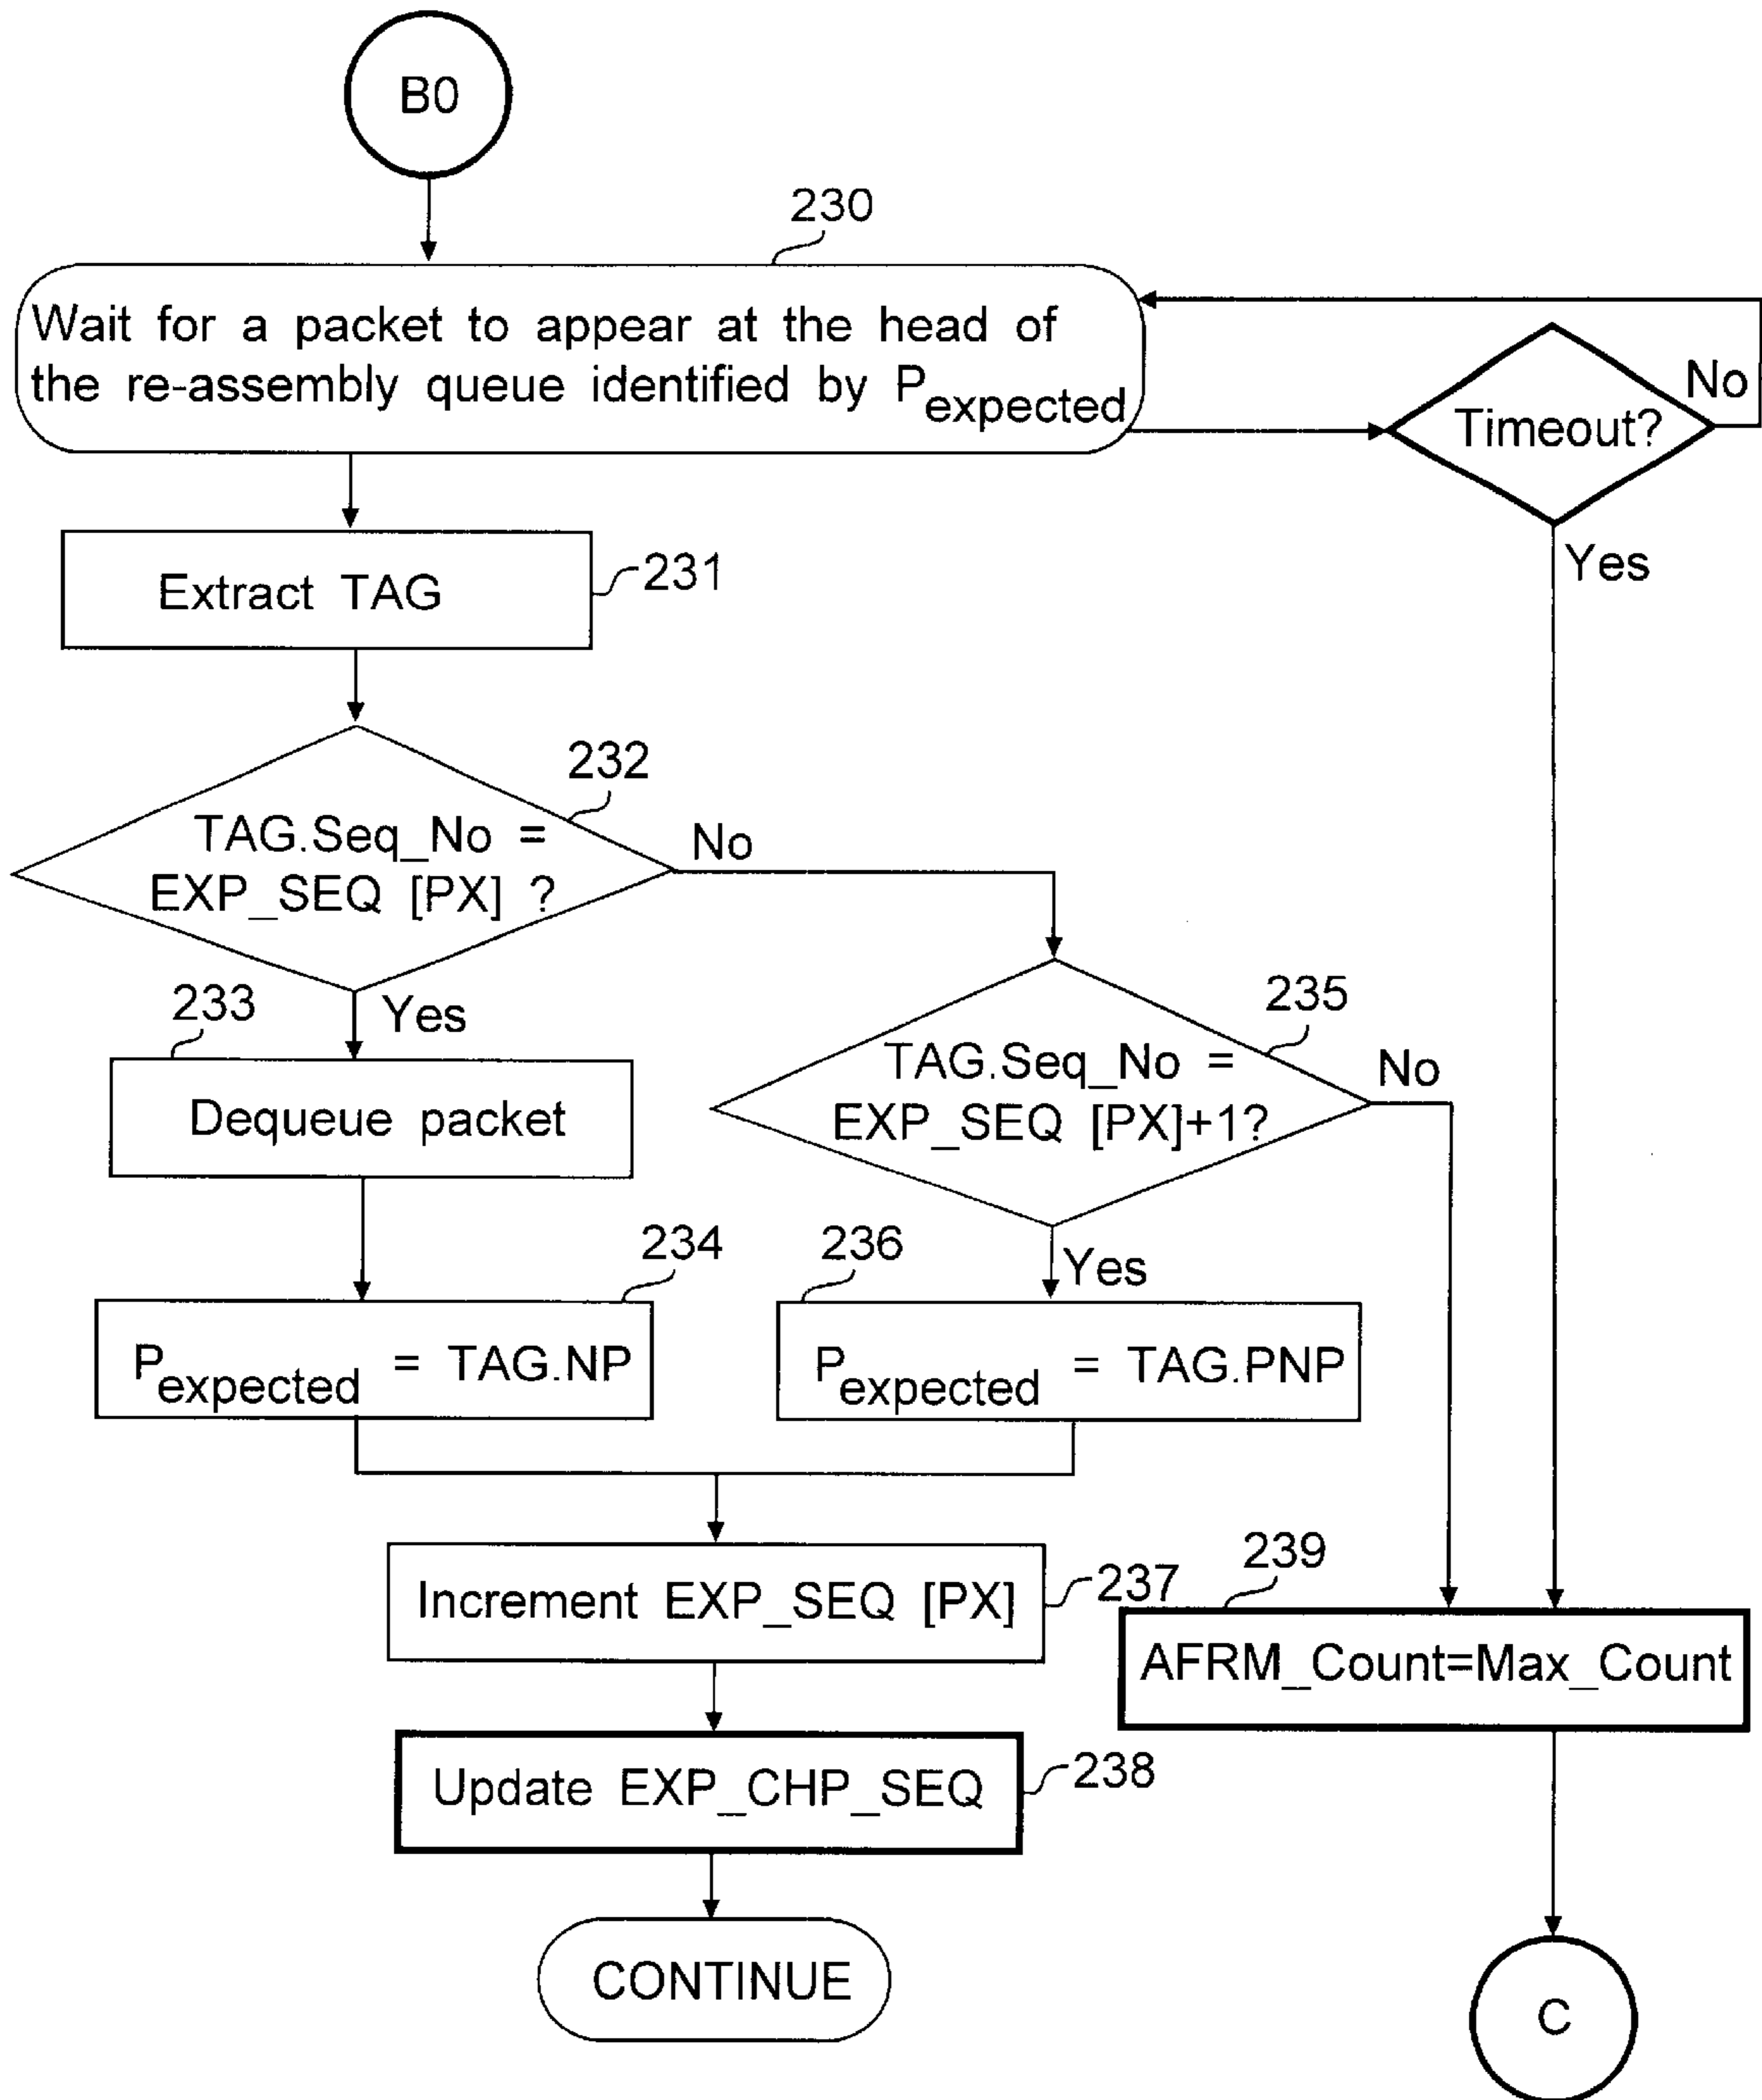 B0
230
Wait for a packet to appear at the head of
the re-assembly queue identified by Pexpected
Timeout?
No
Yes
Extract TAG
231
232
TAG.Seq_No =
EXP_SEQ [PX] ?
No
Yes
233
Dequeue packet
235
TAG.Seq_No =
EXP_SEQ [PX]+1?
No
Yes
234
Pexpected = TAG.NP
236
Pexpected = TAG.PNP
Increment EXP_SEQ [PX]
237
239
AFRM_Count=Max_Count
Update EXP_CHP_SEQ
238
CONTINUE
C